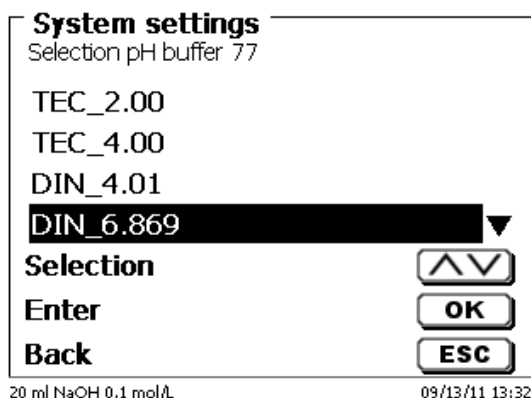 System settings
Selection pH buffer 77
TEC_2.00
TEC_4.00
DIN_4.01
DIN_6.869
Selection
Enter OK
Back ESC
20 ml NaOH 0.1 mol/L 09/13/11 13:32